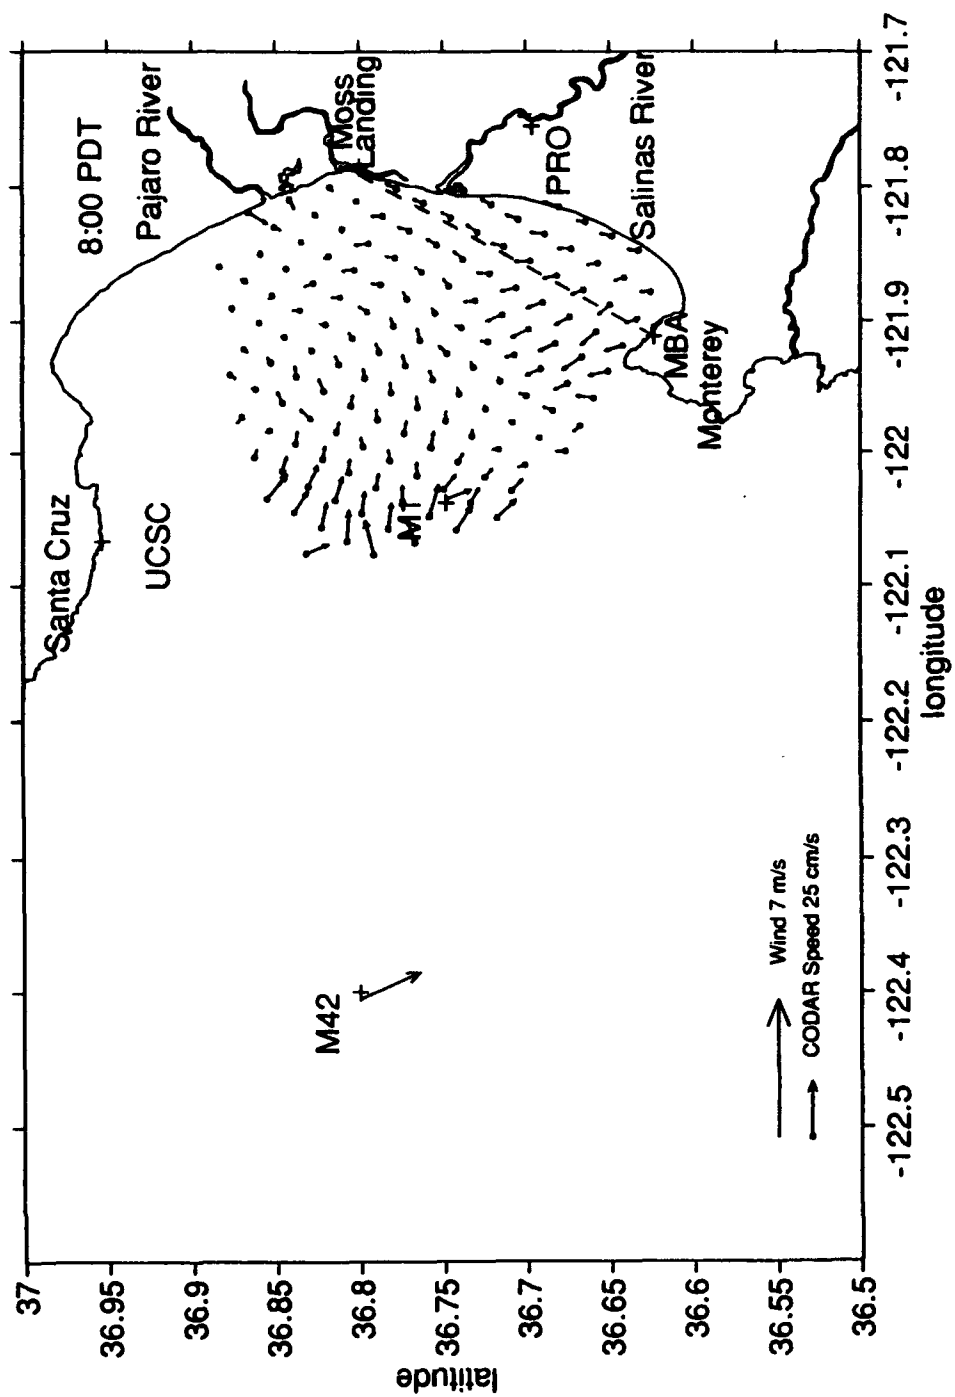 8:00 PDT
Santa Cruz
UCSC
Pajaro River
Moss
Landing
M42
M1
PRO
Salinas River
MBA
Monterey
Wind 7 m/s
CODAR Speed 25 cm/s
latitude
37
36.95
36.9
36.85
36.8
36.75
36.7
36.65
36.6
36.55
36.5
-122.5
-122.4
-122.3
-122.2
-122.1
-122
-121.9
-121.8
-121.7
longitude